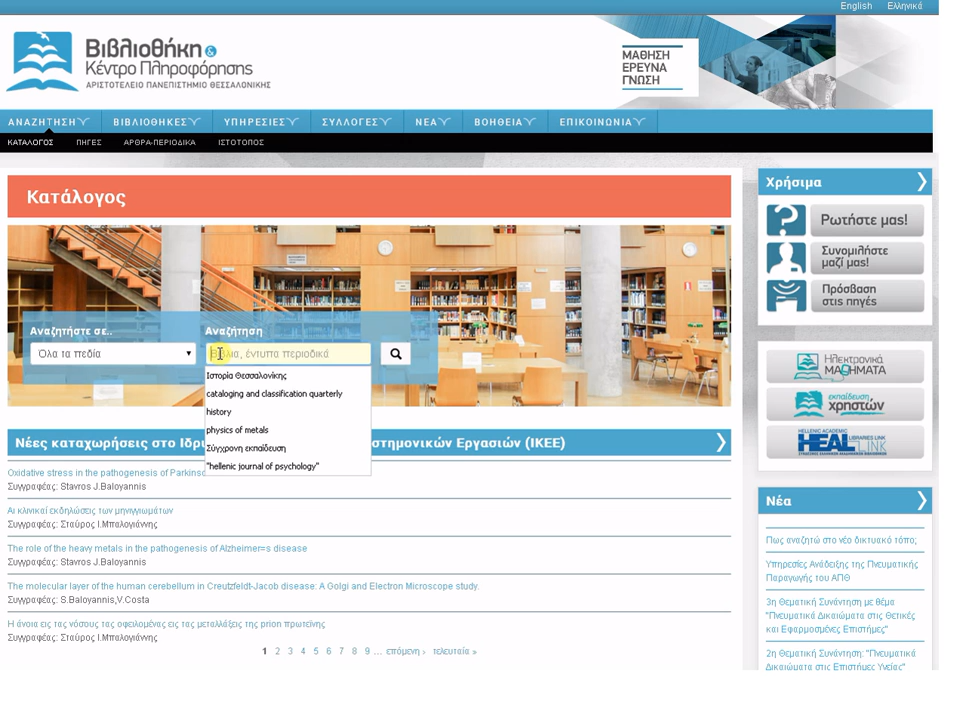 English Ελληνικά
Βιβλιοθήκη &
Κέντρο Πληροφόρησης
ΑΡΙΣΤΟΤΕΛΕΙΟ ΠΑΝΕΠΙΣΤΗΜΙΟ ΘΕΣΣΑΛΟΝΙΚΗΣ
ΜΑΘΗΣΗ
ΕΡΕΥΝΑ
ΓΝΩΣΗ
ΑΝΑΖΗΤΗΣΗ ΒΙΒΛΙΟΘΗΚΕΣ ΥΠΗΡΕΣΙΕΣ ΣΥΛΛΟΓΕΣ ΝΕΑ ΒΟΗΘΕΙΑ ΕΠΙΚΟΙΝΩΝΙΑ
ΚΑΤΑΛΟΓΟΣ ΠΗΓΕΣ ΑΡΘΡΑ-ΠΕΡΙΟΔΙΚΑ ΙΣΤΟΤΟΠΟΣ
Κατάλογος
Αναζητήστε σε.. Αναζήτηση
Όλα τα πεδία Βιβλια, έντυπα περιοδικά
Ιστορία Θεσσαλονίκης
cataloging and classification quarterly
history
physics of metals
Σύγχρονη εκπαίδευση
"hellenic journal of psychology"
Νέες καταχωρήσεις στο Ιδρυ στημονικών Εργασιών (ΙΚΕΕ)
Oxidative stress in the pathogenesis of Parkins
Συγγραφέας: Stavros J.Baloyannis
Αι κλινικαί εκδηλώσεις των μηνιγγιωμάτων
Συγγραφέας: Σταύρος Ι.Μπαλογιάννης
The role of the heavy metals in the pathogenesis of Alzheimer=s disease
Συγγραφέας: Stavros J.Baloyannis
The molecular layer of the human cerebellum in Creutzfeldt-Jacob disease: A Golgi and Electron Microscope study.
Συγγραφέας: S.Baloyannis,V.Costa
Η άνοια εις τας νόσους τας οφειλομένας εις τας μεταλλάξεις της prion πρωτεΐνης
Συγγραφέας: Σταύρος Ι.Μπαλογιάννης
1 2 3 4 5 6 7 8 9 ... επόμενη › τελευταία »
Χρήσιμα
Ρωτήστε μας!
Συνομιλήστε
μαζί μας!
Πρόσβαση
στις πηγές
Ηλεκτρονικά
ΜΑΘΗΜΑΤΑ
εκπαίδευση
χρηστών
HELLENIC ACADEMIC
HEAL LIBRARIES LINK
Νέα
Πως αναζητώ στο νέο δικτυακό τόπο;
Υπηρεσίες Ανάδειξης της Πνευματικής
Παραγωγής του ΑΠΘ
3η Θεματική Συνάντηση με θέμα
"Πνευματικά Δικαιώματα στις Θετικές
και Εφαρμοσμένες Επιστήμες"
2η Θεματική Συνάντηση: "Πνευματικά
Δικαιώματα στις Επιστήμες Υγείας"